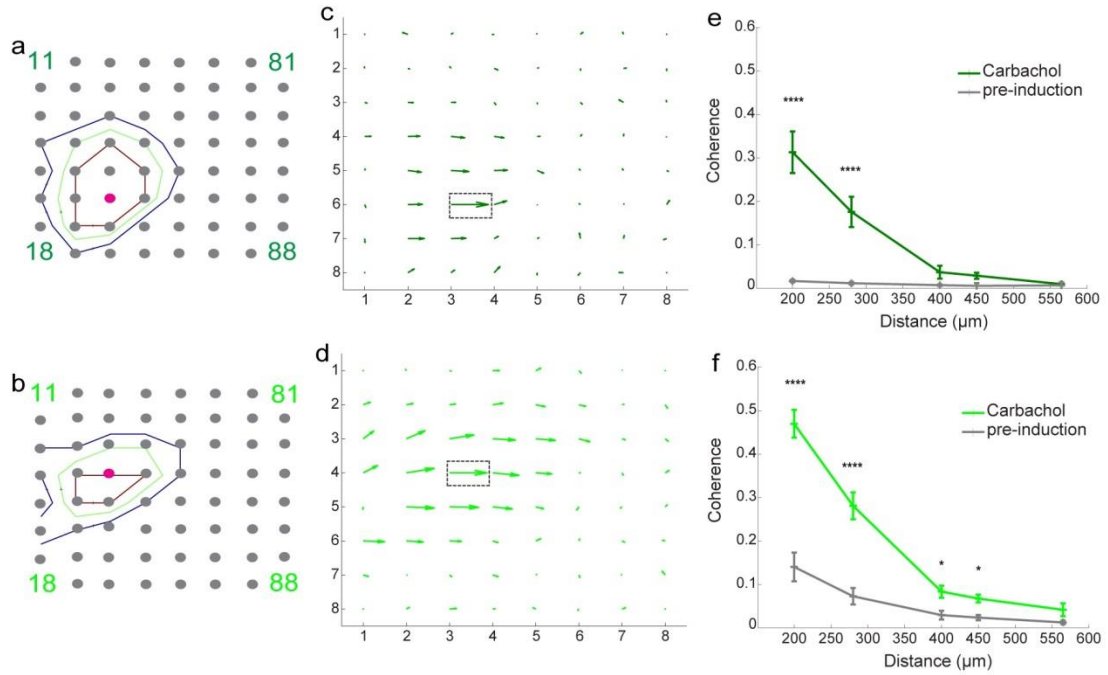 a
11 81
18 88
b
11 81
18 88
c
1
2
3
4
5
6
7
8
1 2 3 4 5 6 7 8
d
1
2
3
4
5
6
7
8
1 2 3 4 5 6 7 8
e
0.6
0.5
0.4
0.3
0.2
0.1
0
Coherence
Carbachol
pre-induction
****
****
200 250 300 350 400 450 500 550 600
Distance (µm)
f
0.6
0.5
0.4
0.3
0.2
0.1
0
Coherence
Carbachol
pre-induction
****
****
* *
200 250 300 350 400 450 500 550 600
Distance (µm)